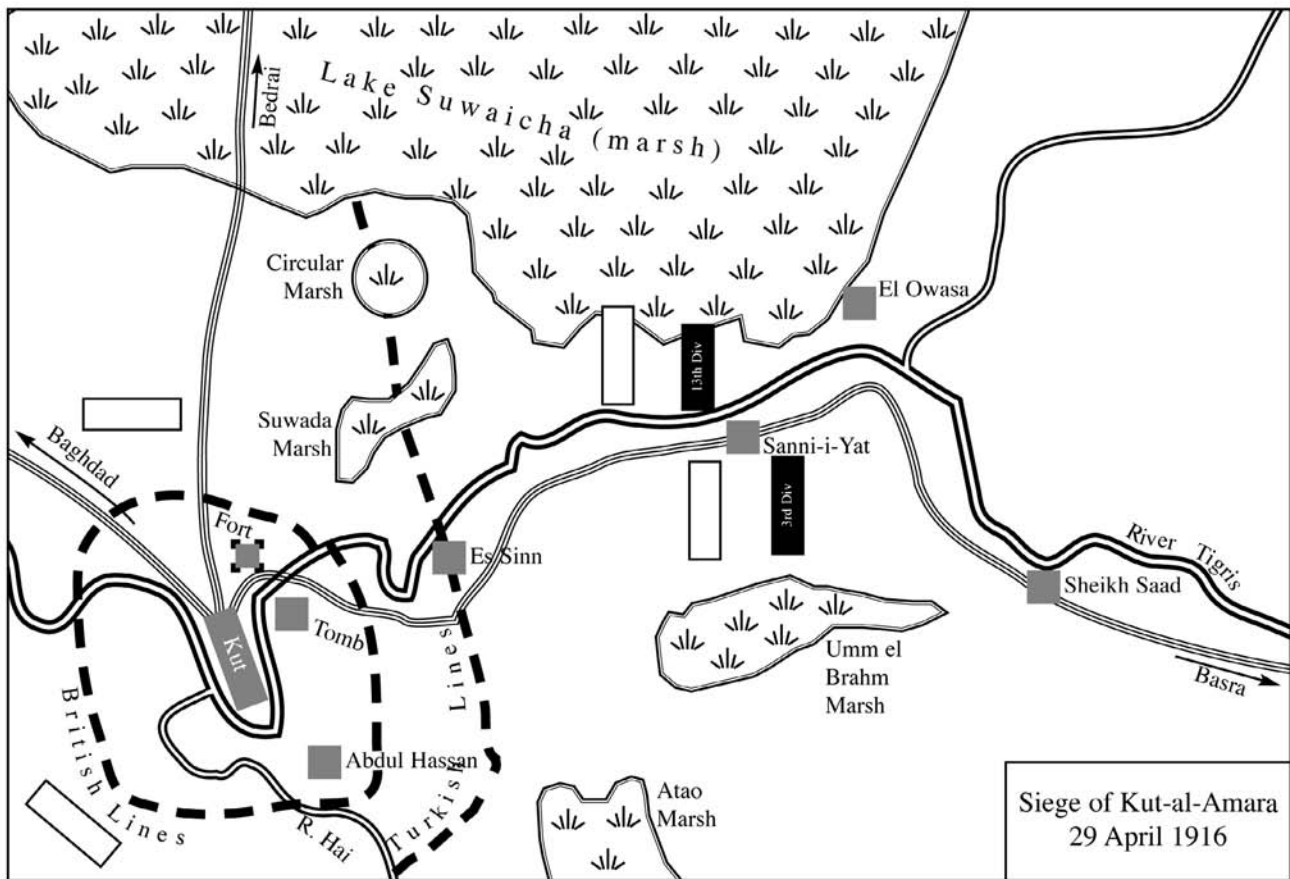 Bedrai
Lake Suwaicha (marsh)
Circular
Marsh
El Owasa
13th Div
Suwada
Marsh
Baghdad
Sanni-i-Yat
3rd Div
Fort
Es Sinn
River Tigris
Sheikh Saad
Tomb
Kut
Umm el
Brahm
Marsh
Basra
British Lines
Turkish Lines
Abdul Hassan
R. Hai
Atao
Marsh
Siege of Kut-al-Amara
29 April 1916